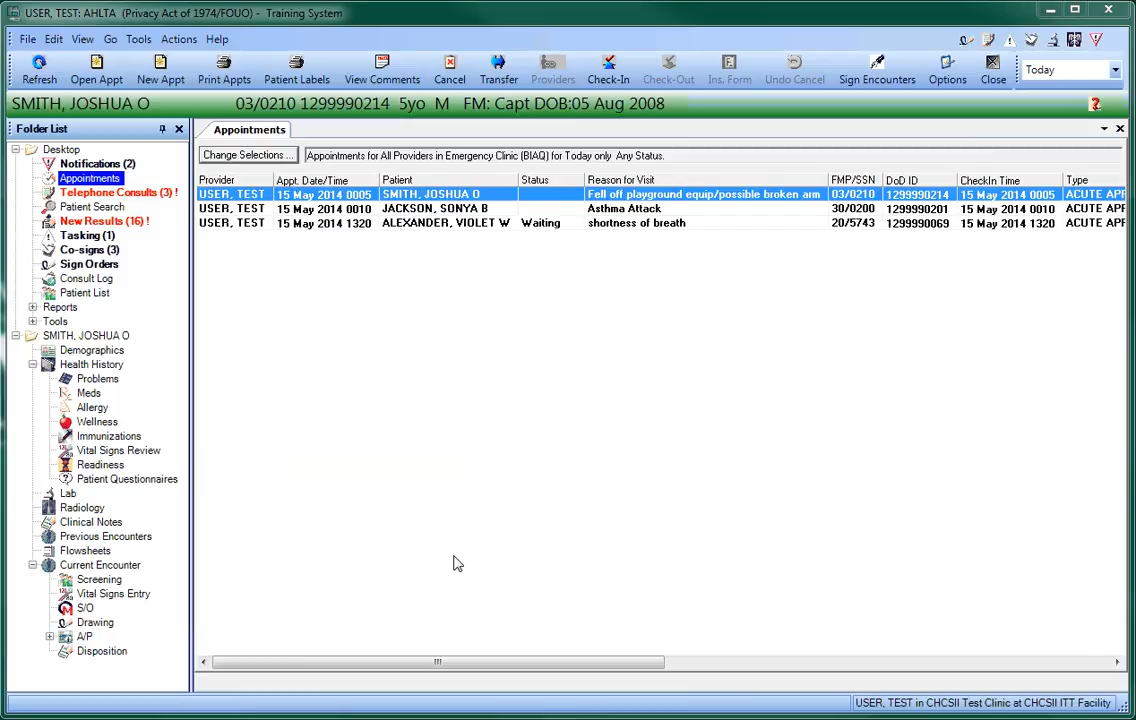 USER, TEST: AHLTA (Privacy Act of 1974/FOUO) - Training System
File Edit View Go Tools Actions Help
Refresh Open Appt New Appt Print Appts Patient Labels View Comments Cancel Transfer Providers Check-In Check-Out Ins. Form Undo Cancel Sign Encounters Options Close Today
SMITH, JOSHUA O 03/0210 1299990214 5yo M FM: Capt DOB:05 Aug 2008
Folder List
Desktop
Notifications (2)
Appointments
Telephone Consults (3) !
Patient Search
New Results (16) !
Tasking (1)
Co-signs (3)
Sign Orders
Consult Log
Patient List
Reports
Tools
SMITH, JOSHUA O
Demographics
Health History
Problems
Meds
Allergy
Wellness
Immunizations
Vital Signs Review
Readiness
Patient Questionnaires
Lab
Radiology
Clinical Notes
Previous Encounters
Flowsheets
Current Encounter
Screening
Vital Signs Entry
S/O
Drawing
A/P
Disposition
Appointments
Change Selections ... Appointments for All Providers in Emergency Clinic (BIAQ) for Today only Any Status.
Provider Appt. Date/Time Patient Status Reason for Visit FMP/SSN DoD ID CheckIn Time Type
USER, TEST 15 May 2014 0005 SMITH, JOSHUA O Fell off playground equip/possible broken arm 03/0210 1299990214 15 May 2014 0005 ACUTE APP
USER, TEST 15 May 2014 0010 JACKSON, SONYA B Asthma Attack 30/0200 1299990201 15 May 2014 0010 ACUTE APP
USER, TEST 15 May 2014 1320 ALEXANDER, VIOLET W Waiting shortness of breath 20/5743 1299990069 15 May 2014 1320 ACUTE APP
USER, TEST in CHCSII Test Clinic at CHCSII ITT Facility